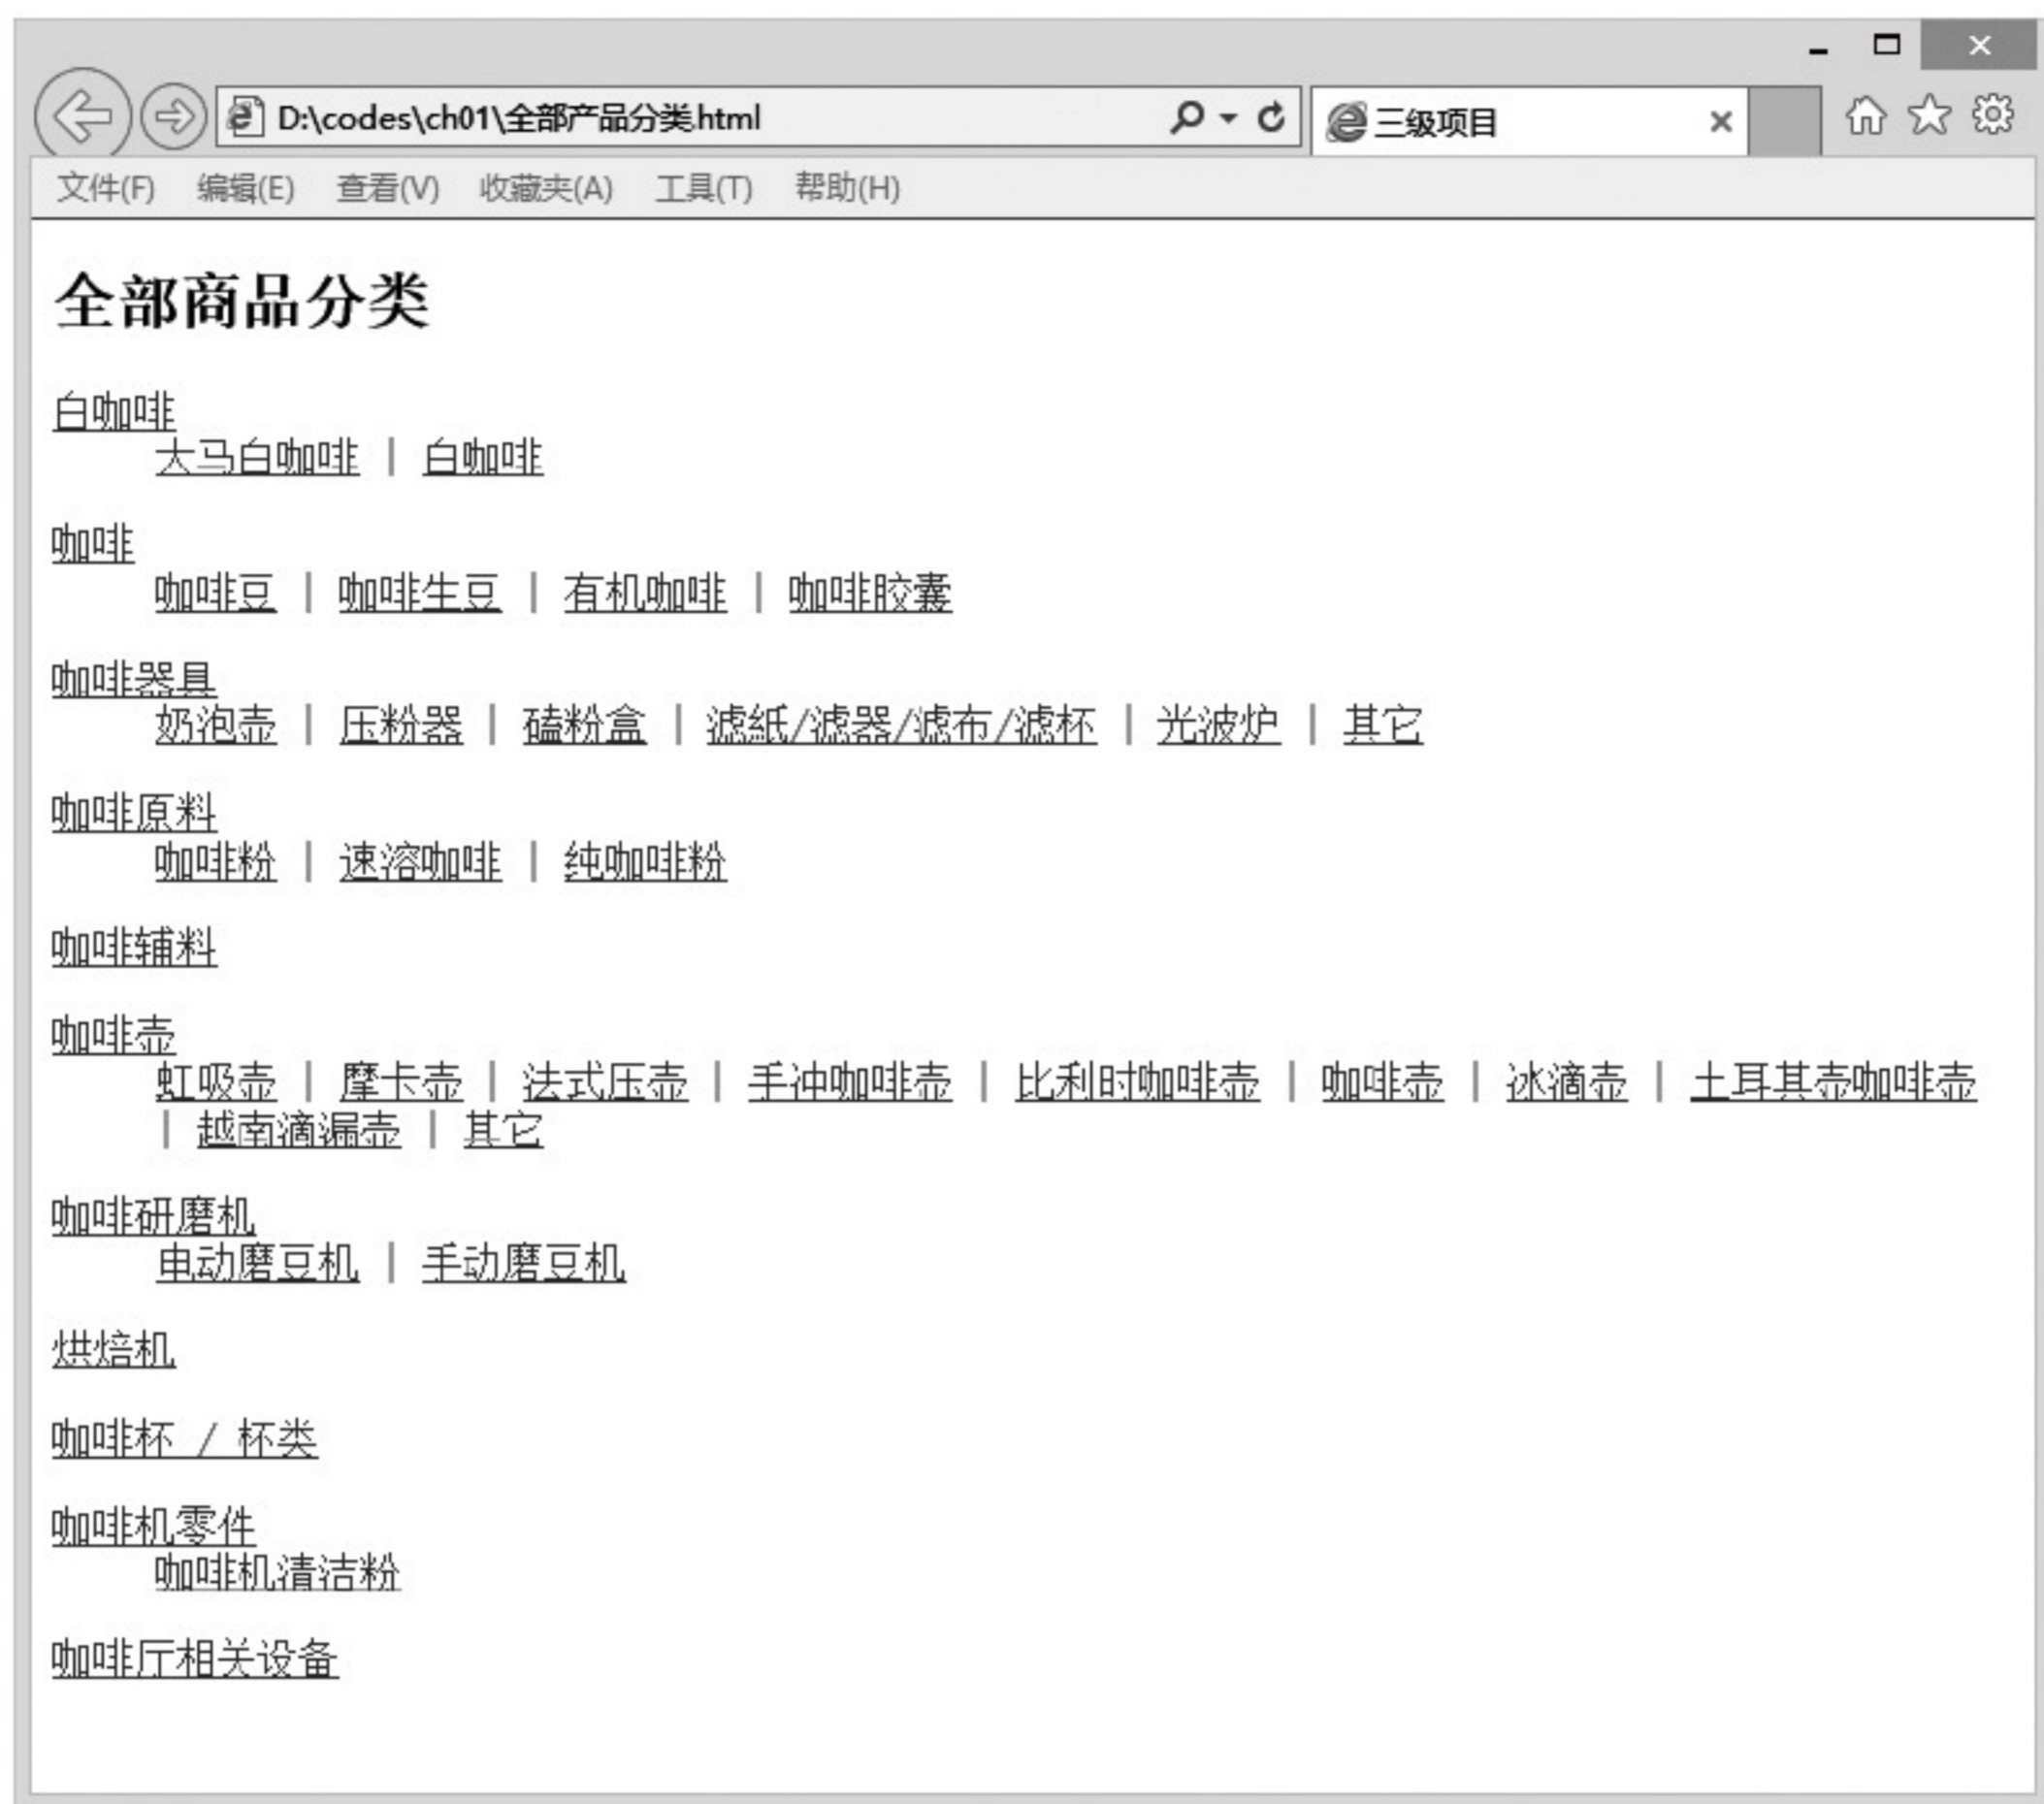 D:\codes\ch01\全部产品分类.html
三级项目
文件(F) 编辑(E) 查看(V) 收藏夹(A) 工具(T) 帮助(H)
全部商品分类
白咖啡
大马白咖啡 | 白咖啡
咖啡
咖啡豆 | 咖啡生豆 | 有机咖啡 | 咖啡胶囊
咖啡器具
奶泡壶 | 压粉器 | 磕粉盒 | 滤紙/滤器/滤布/滤杯 | 光波炉 | 其它
咖啡原料
咖啡粉 | 速溶咖啡 | 纯咖啡粉
咖啡辅料
咖啡壶
虹吸壶 | 摩卡壶 | 法式压壶 | 手冲咖啡壶 | 比利时咖啡壶 | 咖啡壶 | 冰滴壶 | 土耳其壶咖啡壶
| 越南滴漏壶 | 其它
咖啡研磨机
电动磨豆机 | 手动磨豆机
烘焙机
咖啡杯 / 杯类
咖啡机零件
咖啡机清洁粉
咖啡厅相关设备